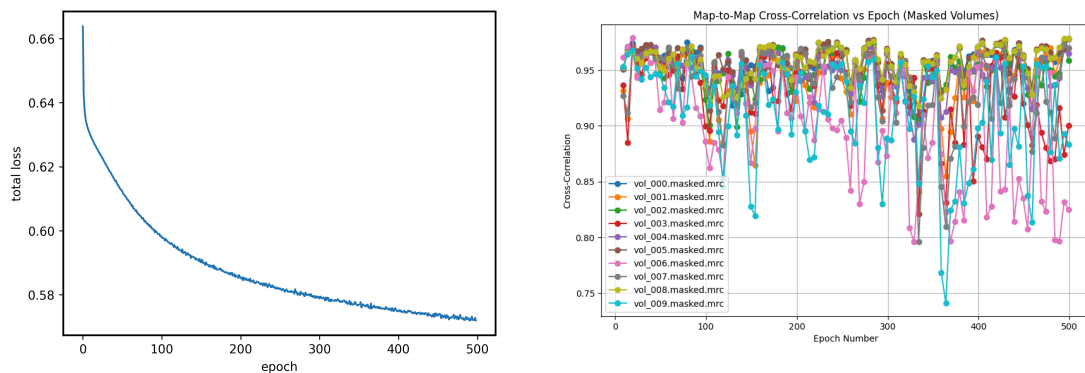 0.66
0.64
0.62
0.60
0.58
total loss
0
100
200
300
400
500
epoch
Map-to-Map Cross-Correlation vs Epoch (Masked Volumes)
0.95
0.90
0.85
0.80
0.75
Cross-Correlation
vol_000.masked.mrc
vol_001.masked.mrc
vol_002.masked.mrc
vol_003.masked.mrc
vol_004.masked.mrc
vol_005.masked.mrc
vol_006.masked.mrc
vol_007.masked.mrc
vol_008.masked.mrc
vol_009.masked.mrc
0
100
200
300
400
500
Epoch Number